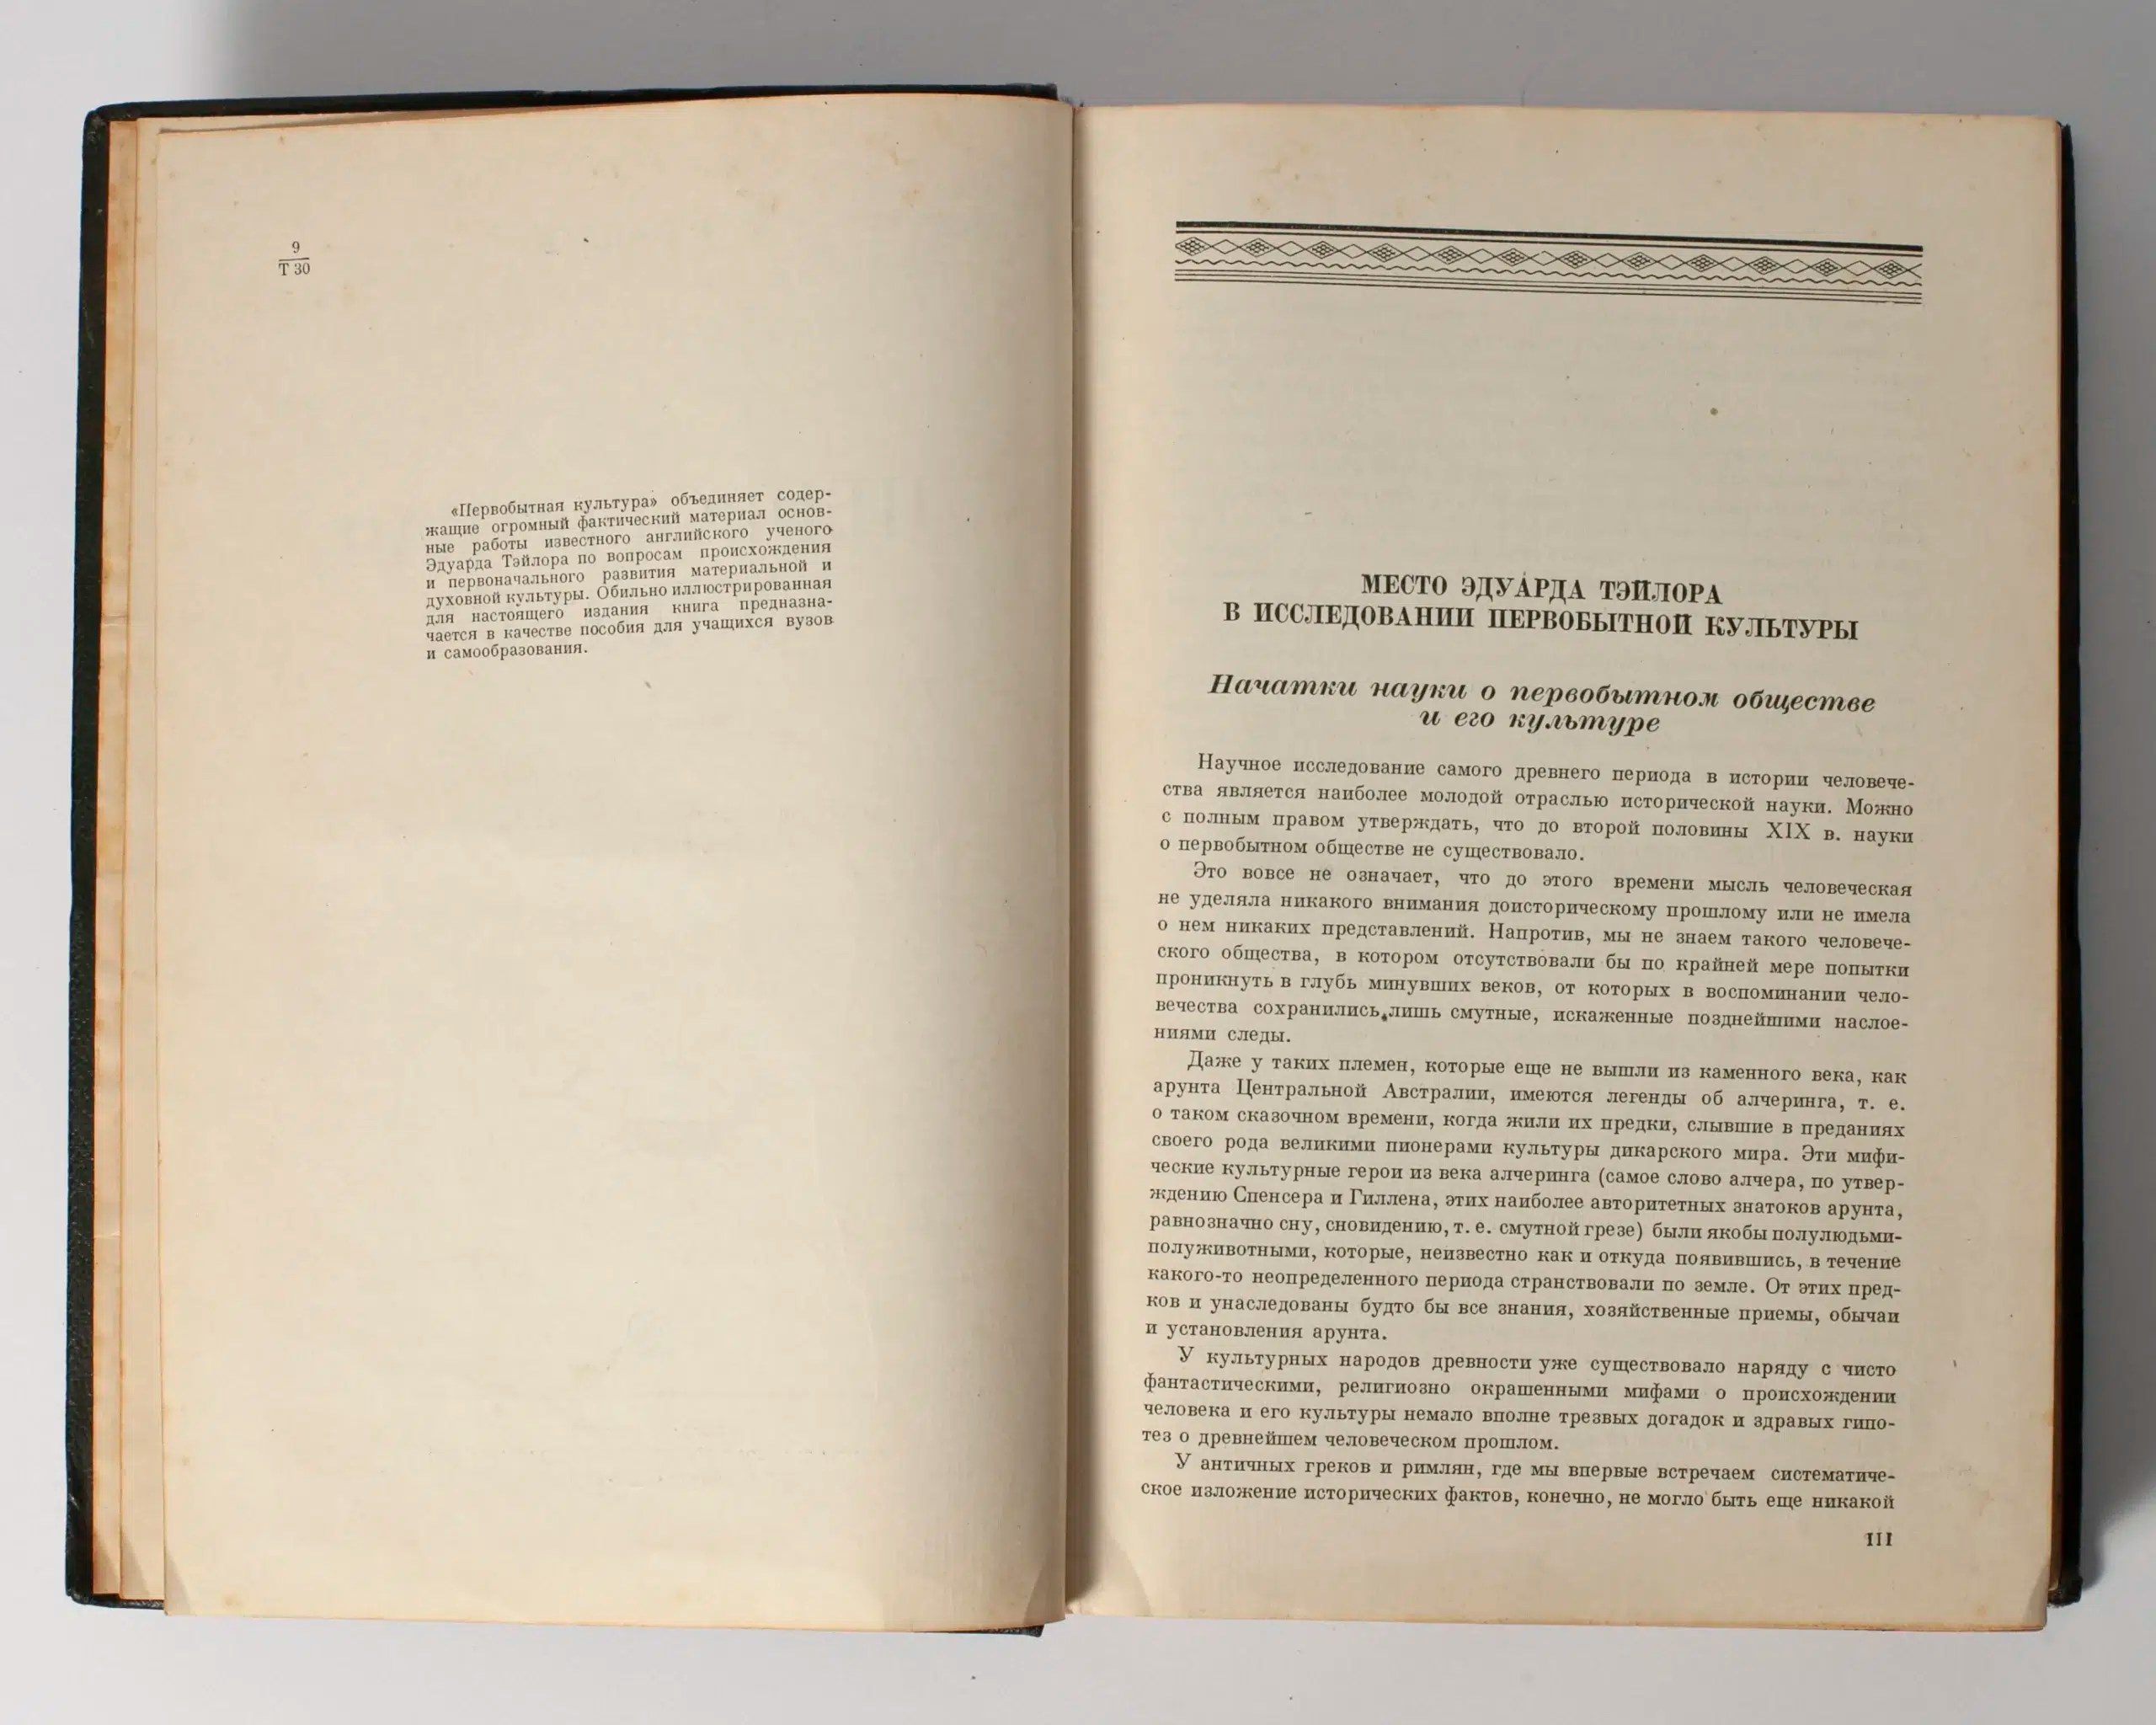 9
Т 30
«Первобытная культура» объединяет содер-
жащие огромный фактический материал основ-
ные работы известного английского ученого
Эдуарда Тэйлора по вопросам происхождения
и первоначального развития материальной и
духовной культуры. Обильно иллюстрированная
для настоящего издания книга предназна-
чается в качестве пособия для учащихся вузов
и самообразования.
МЕСТО ЭДУАРДА ТЭЙЛОРА
В ИССЛЕДОВАНИИ ПЕРВОБЫТНОЙ КУЛЬТУРЫ
Начатки науки о первобытном обществе
и его культуре
Научное исследование самого древнего периода в истории человече-
ства является наиболее молодой отраслью исторической науки. Можно
с полным правом утверждать, что до второй половины XIX в. науки
о первобытном обществе не существовало.
Это вовсе не означает, что до этого времени мысль человеческая
не уделяла никакого внимания доисторическому прошлому или не имела
о нем никаких представлений. Напротив, мы не знаем такого человече-
ского общества, в котором отсутствовали бы по крайней мере попытки
проникнуть в глубь минувших веков, от которых в воспоминании чело-
вечества сохранились лишь смутные, искаженные позднейшими наслое-
ниями следы.
Даже у таких племен, которые еще не вышли из каменного века, как
арунта Центральной Австралии, имеются легенды об алчеринга, т. е.
о таком сказочном времени, когда жили их предки, слывшие в преданиях
своего рода великими пионерами культуры дикарского мира. Эти мифи-
ческие культурные герои из века алчеринга (самое слово алчера, по утвер-
ждению Спенсера и Гиллена, этих наиболее авторитетных знатоков арунта,
равнозначно сну, сновидению, т. е. смутной грезе) были якобы полулюдьми-
полуживотными, которые, неизвестно как и откуда появившись, в течение
какого-то неопределенного периода странствовали по земле. От этих пред-
ков и унаследованы будто бы все знания, хозяйственные приемы, обычаи
и установления арунта.
У культурных народов древности уже существовало наряду с чисто
фантастическими, религиозно окрашенными мифами о происхождении
человека и его культуры немало вполне трезвых догадок и здравых гипо-
тез о древнейшем человеческом прошлом.
У античных греков и римлян, где мы впервые встречаем систематиче-
ское изложение исторических фактов, конечно, не могло быть еще никакой
III